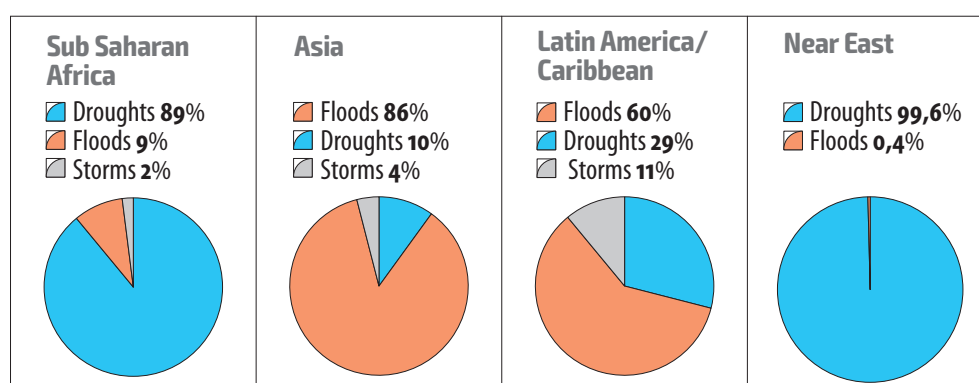 Sub Saharan
Africa
Droughts 89%
Floods 9%
Storms 2%
Asia
Floods 86%
Droughts 10%
Storms 4%
Latin America/
Caribbean
Floods 60%
Droughts 29%
Storms 11%
Near East
Droughts 99,6%
Floods 0,4%